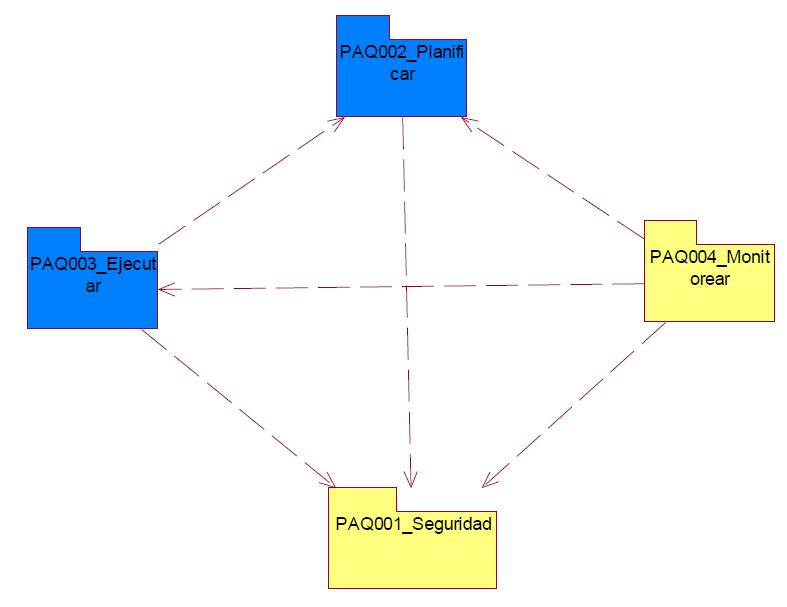 PAQ002_Planifi
car
PAQ003_Ejecut
ar
PAQ004_Monit
orear
PAQ001_Seguridad